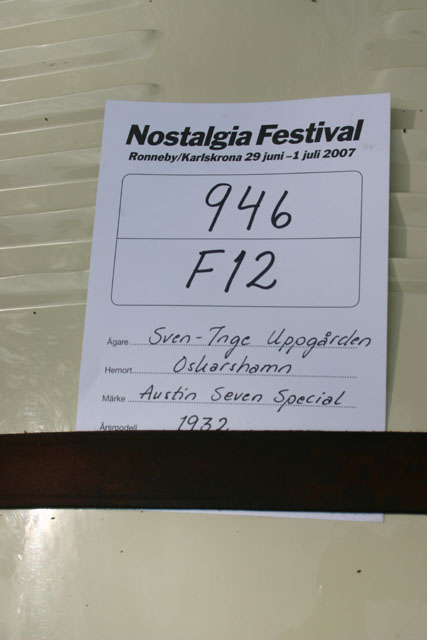 Nostalgia Festival
Ronneby/Karlskrona 29 juni – 1 juli 2007
946
F12
Ägare Sven-Inge Uppgården
Hemort Oskarshamn
Märke Austin Seven Special
Årsmodell 1932